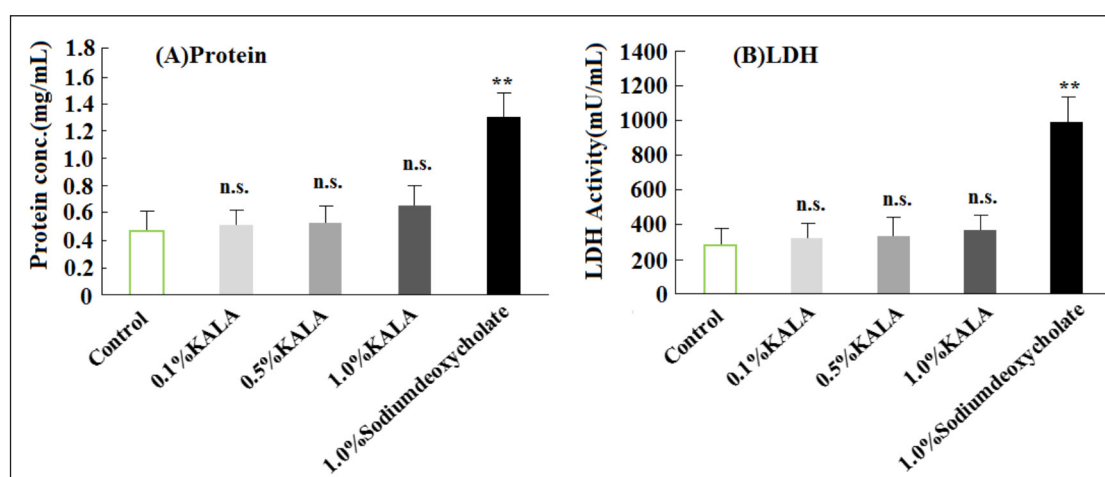 (A)Protein
Protein conc.(mg/mL)
1.8
1.6
1.4
1.2
1.0
0.8
0.6
0.4
0.2
0
n.s.
n.s.
n.s.
**
Control
0.1%KALA
0.5%KALA
1.0%KALA
1.0%Sodiumdeoxycholate
(B)LDH
LDH Activity(mU/mL)
1400
1200
1000
800
600
400
200
0
n.s.
n.s.
n.s.
**
Control
0.1%KALA
0.5%KALA
1.0%KALA
1.0%Sodiumdeoxycholate